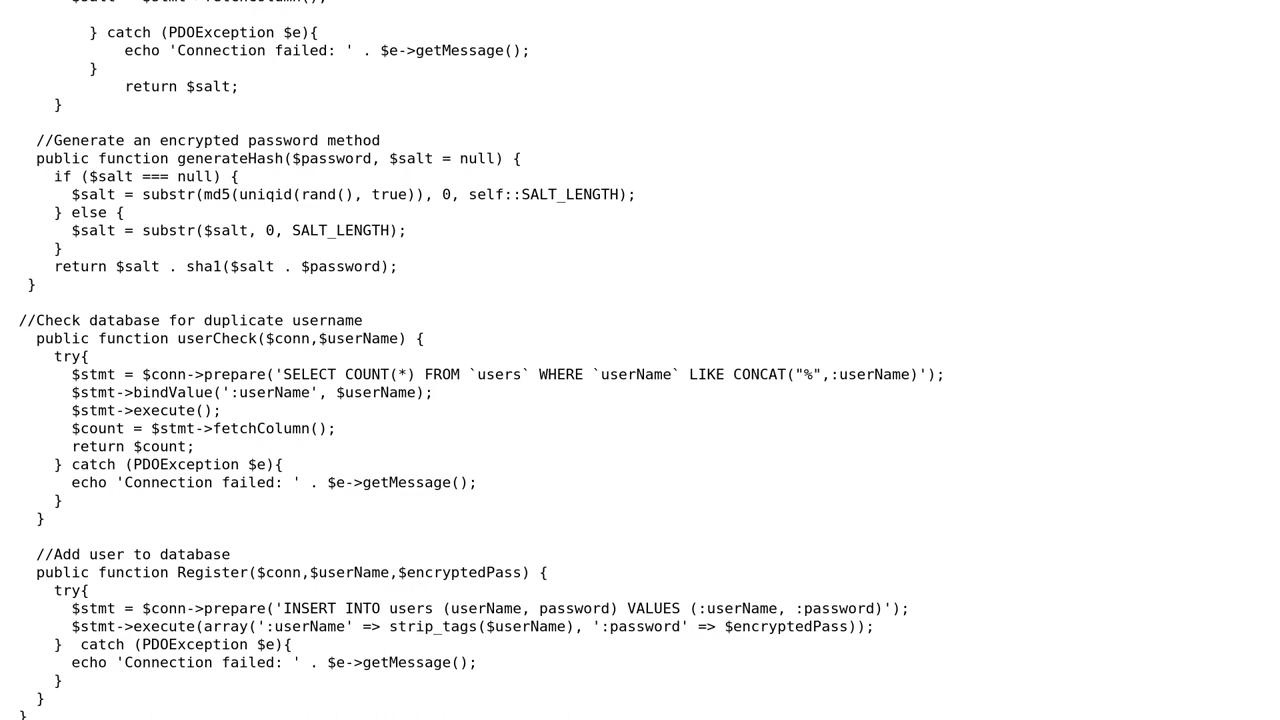 } catch (PDOException $e){
echo 'Connection failed: ' . $e->getMessage();
}
return $salt;
}
//Generate an encrypted password method
public function generateHash($password, $salt = null) {
if ($salt === null) {
$salt = substr(md5(uniqid(rand(), true)), 0, self::SALT_LENGTH);
} else {
$salt = substr($salt, 0, SALT_LENGTH);
}
return $salt . sha1($salt . $password);
}
//Check database for duplicate username
public function userCheck($conn,$userName) {
try{
$stmt = $conn->prepare('SELECT COUNT(*) FROM `users` WHERE `userName` LIKE CONCAT("%",:userName)');
$stmt->bindValue(':userName', $userName);
$stmt->execute();
$count = $stmt->fetchColumn();
return $count;
} catch (PDOException $e){
echo 'Connection failed: ' . $e->getMessage();
}
}
//Add user to database
public function Register($conn,$userName,$encryptedPass) {
try{
$stmt = $conn->prepare('INSERT INTO users (userName, password) VALUES (:userName, :password)');
$stmt->execute(array(':userName' => strip_tags($userName), ':password' => $encryptedPass));
}  catch (PDOException $e){
echo 'Connection failed: ' . $e->getMessage();
}
}
}